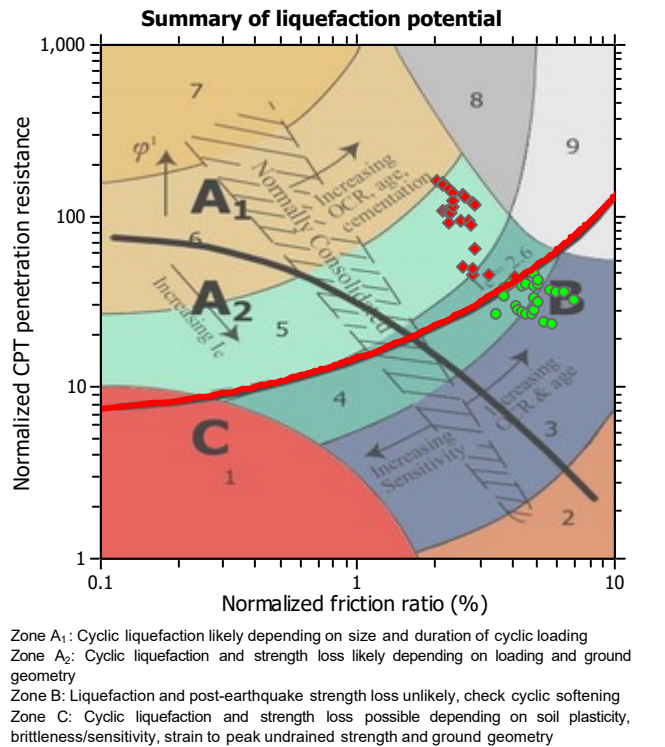 Summary of liquefaction potential
1,000
100
10
1
Normalized CPT penetration resistance
7
8
9
φ'
A1
6
Normally Consolidated
Increasing
OCR, age,
cementation
A2
Increasing Ic
5
Ic = 2.6
B
4
C
1
Increasing
OCR & age
3
Increasing
Sensitivity
2
0.1
1
10
Normalized friction ratio (%)
Zone A1: Cyclic liquefaction likely depending on size and duration of cyclic loading
Zone A2: Cyclic liquefaction and strength loss likely depending on loading and ground
geometry
Zone B: Liquefaction and post-earthquake strength loss unlikely, check cyclic softening
Zone C: Cyclic liquefaction and strength loss possible depending on soil plasticity,
brittleness/sensitivity, strain to peak undrained strength and ground geometry